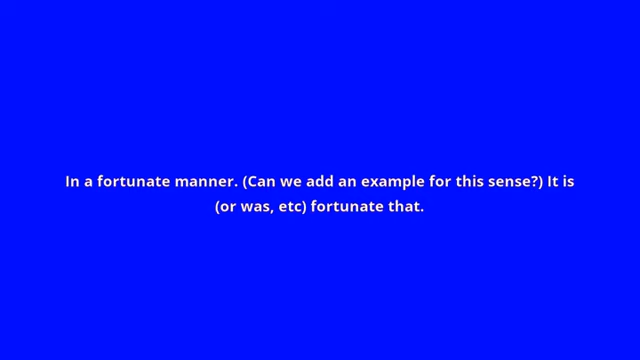 In a fortunate manner. (Can we add an example for this sense?) It is
(or was, etc) fortunate that.